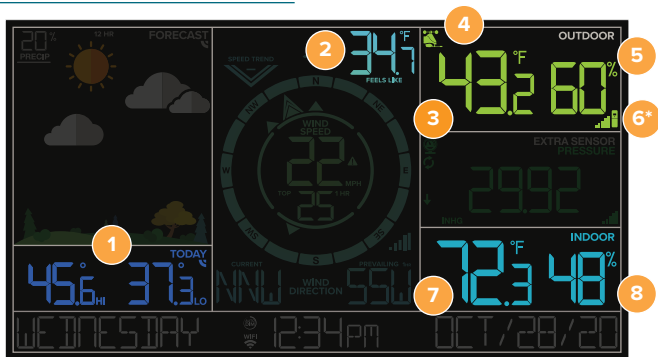 20%
PRECIP
12 HR
FORECAST
1
TODAY
45.6° HI 37.3° LO
SPEED TREND
2
34.7 °F
FEELS LIKE
N
NE
E
SE
S
SW
W
NW
WIND
SPEED
22
MPH
TOP 25 1 HR
CURRENT
NNW
WIND
DIRECTION
PREVAILING
SSW
4
OUTDOOR
3
43.2 °F
60%
5
6*
EXTRA SENSOR
PRESSURE
29.92
INHG
INDOOR
7
72.3 °F
48%
8
WEDNESDAY
WIFI
12:34PM
OCT/28/20